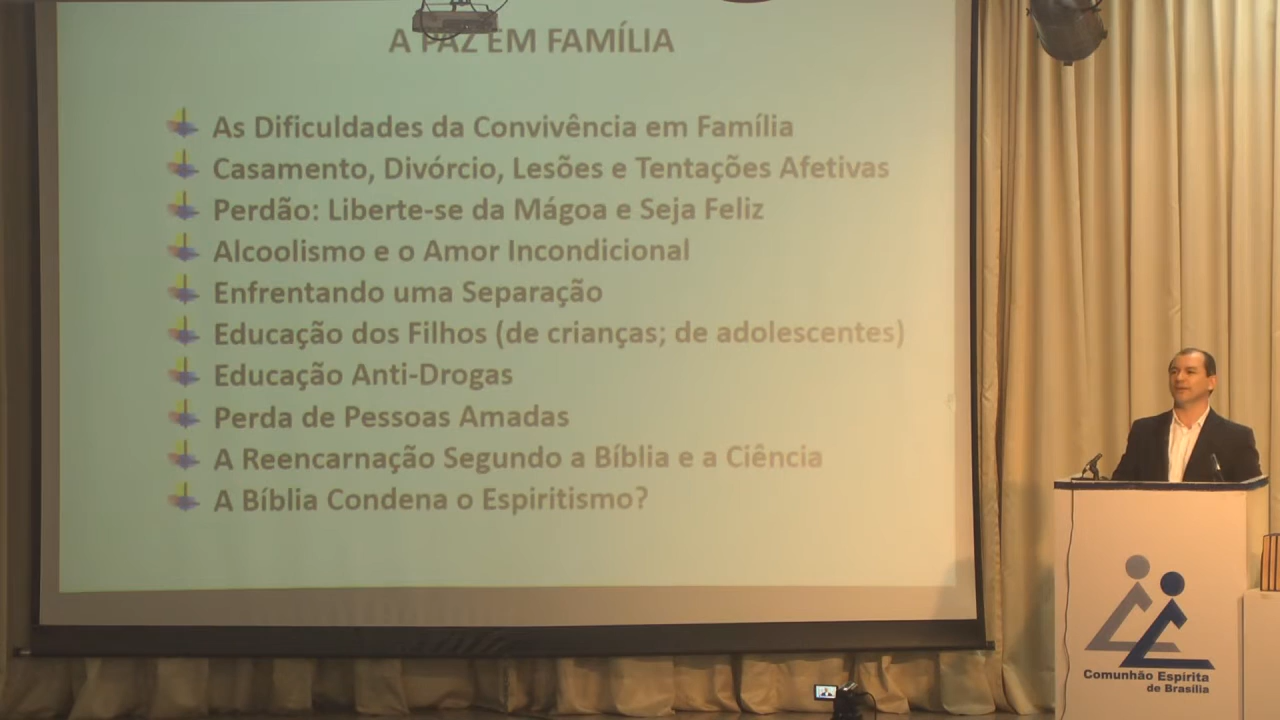 A PAZ EM FAMÍLIA
As Dificuldades da Convivência em Família
Casamento, Divórcio, Lesões e Tentações Afetivas
Perdão: Liberte-se da Mágoa e Seja Feliz
Alcoolismo e o Amor Incondicional
Enfrentando uma Separação
Educação dos Filhos (de crianças; de adolescentes)
Educação Anti-Drogas
Perda de Pessoas Amadas
A Reencarnação Segundo a Bíblia e a Ciência
A Bíblia Condena o Espiritismo?
Comunhão Espírita
de Brasília